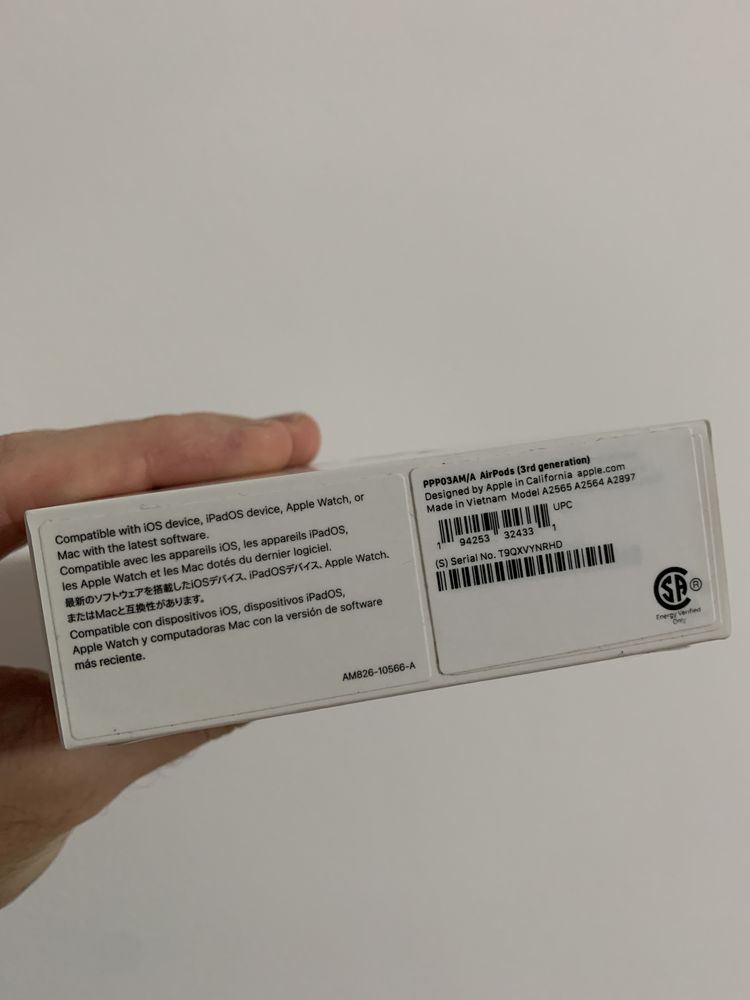 Compatible with iOS device, iPadOS device, Apple Watch, or
Mac with the latest software.
Compatible avec les appareils iOS, les appareils iPadOS,
les Apple Watch et les Mac dotés du dernier logiciel.
最新のソフトウェアを搭載したiOSデバイス、iPadOSデバイス、Apple Watch、
またはMacと互換性があります。
Compatible con dispositivos iOS, dispositivos iPadOS,
Apple Watch y computadoras Mac con la versión de software
más reciente.
AM826-10566-A
PPP03AM/A AirPods (3rd generation)
Designed by Apple in California apple.com
Made in Vietnam Model A2565 A2564 A2897
UPC
1 94253 32433 1
(S) Serial No. T9QXVYNRHD
SA ®
Energy Verified
Only